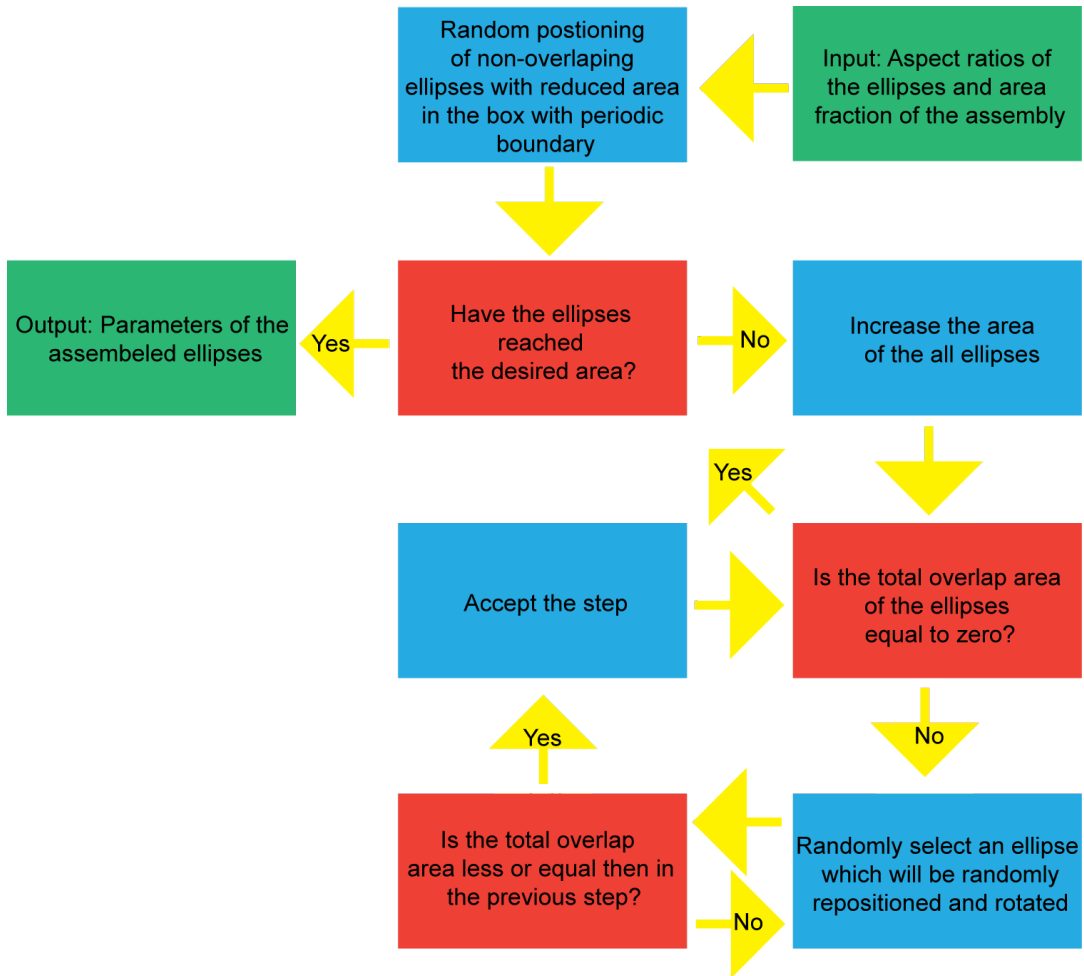 Random postioning
of non-overlaping
ellipses with reduced area
in the box with periodic
boundary
Input: Aspect ratios of
the ellipses and area
fraction of the assembly
Output: Parameters of the
assembeled ellipses
Yes
Have the ellipses
reached
the desired area?
No
Increase the area
of the all ellipses
Yes
Accept the step
Is the total overlap area
of the ellipses
equal to zero?
No
Yes
Is the total overlap
area less or equal then in
the previous step?
No
Randomly select an ellipse
which will be randomly
repositioned and rotated